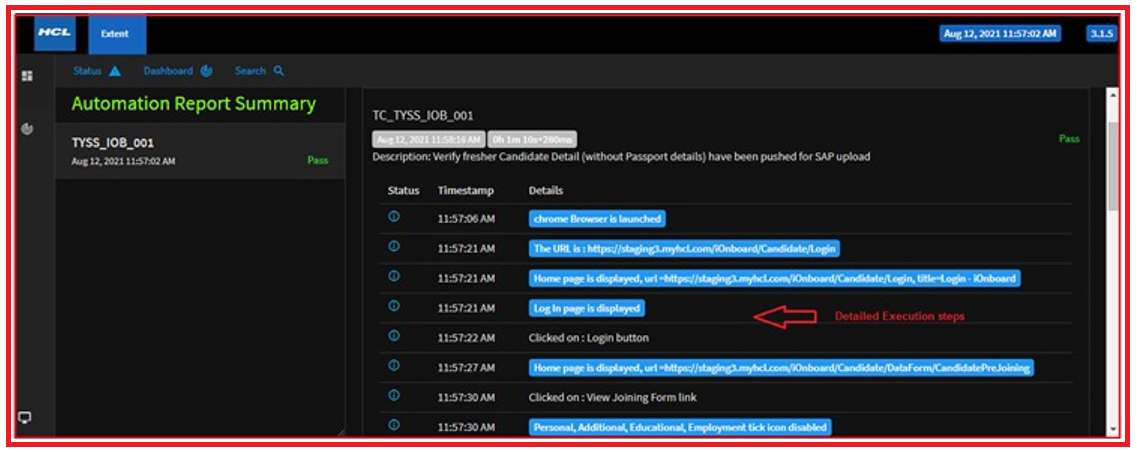 HCL
Extent
Aug 12, 2021 11:57:02 AM
3.1.5
Status
Dashboard
Search
Automation Report Summary
TYSS_IOB_001
Aug 12, 2021 11:57:02 AM
Pass
TC_TYSS_IOB_001
Aug 12, 2021 11:58:16 AM
0h 1m 10s+280ms
Pass
Description: Verify fresher Candidate Detail (without Passport details) have been pushed for SAP upload
Status Timestamp Details
11:57:06 AM chrome Browser is launched
11:57:21 AM The URL is : https://staging3.myhcl.com/iOnboard/Candidate/Login
11:57:21 AM Home page is displayed, url =https://staging3.myhcl.com/iOnboard/Candidate/Login, title=Login - iOnboard
11:57:21 AM Log In page is displayed
Detailed Execution steps
11:57:22 AM Clicked on : Login button
11:57:27 AM Home page is displayed, url =https://staging3.myhcl.com/iOnboard/Candidate/DataForm/CandidatePreJoining
11:57:30 AM Clicked on : View Joining Form link
11:57:30 AM Personal, Additional, Educational, Employment tick icon disabled